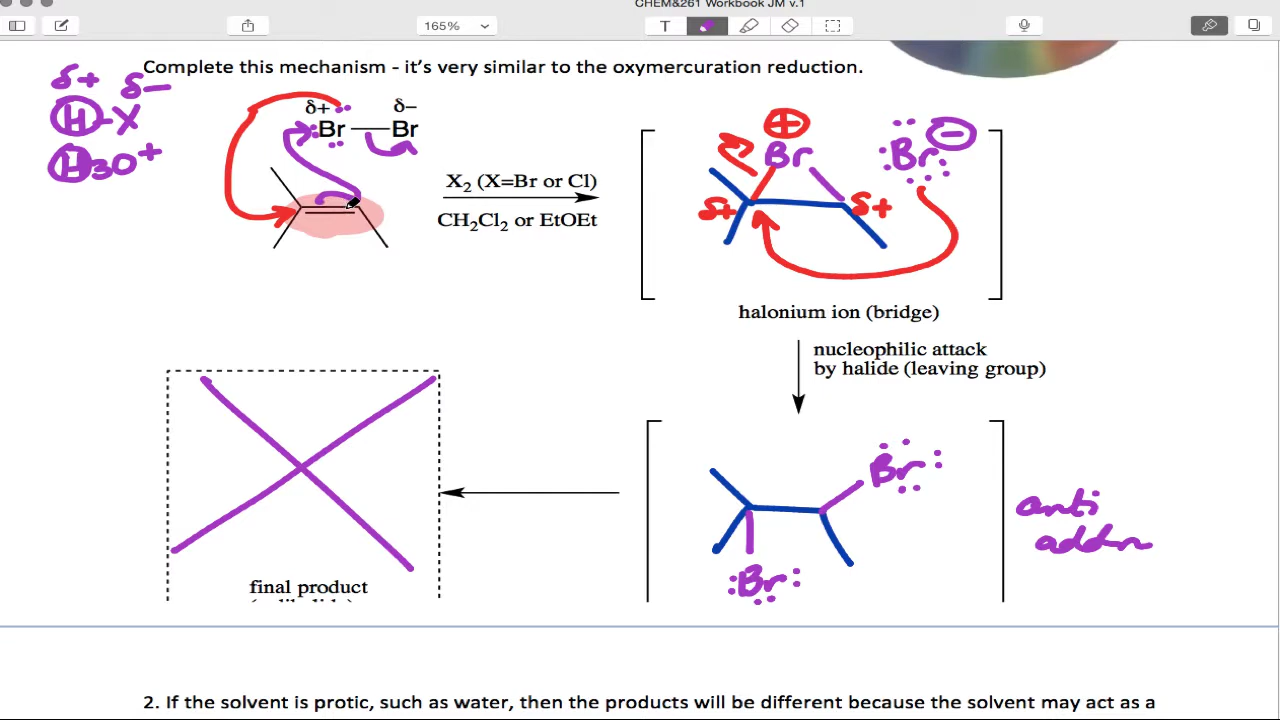 CHEM&261 Workbook JM v.1
165%
T
Complete this mechanism - it's very similar to the oxymercuration reduction.
δ+ δ−
H-X
H3O+
δ+ δ−
Br — Br
X2 (X=Br or Cl)
CH2Cl2 or EtOEt
+ −
Br Br
δ+ δ+
halonium ion (bridge)
nucleophilic attack
by halide (leaving group)
Br
Br
anti
addn
final product
2. If the solvent is protic, such as water, then the products will be different because the solvent may act as a